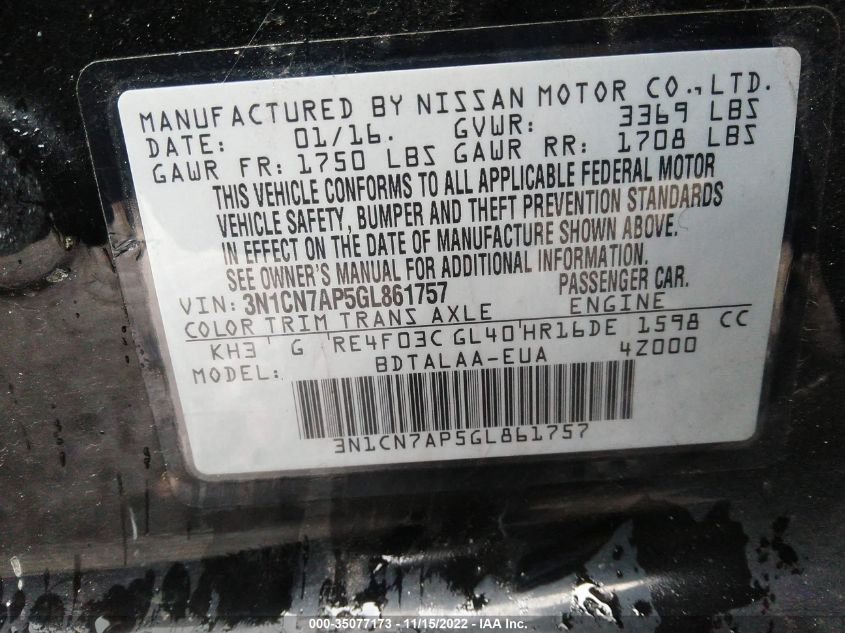 MANUFACTURED BY NISSAN MOTOR CO.,LTD.
DATE: 01/16. GVWR: 3369 LBS
GAWR FR: 1750 LBS GAWR RR: 1708 LBS
THIS VEHICLE CONFORMS TO ALL APPLICABLE FEDERAL MOTOR
VEHICLE SAFETY, BUMPER AND THEFT PREVENTION STANDARDS
IN EFFECT ON THE DATE OF MANUFACTURE SHOWN ABOVE.
SEE OWNER'S MANUAL FOR ADDITIONAL INFORMATION.
VIN: 3N1CN7AP5GL861757 PASSENGER CAR.
COLOR TRIM TRANS AXLE ENGINE
KH3 G RE4F03C GL40 HR16DE 1598 CC
MODEL: BDTALAA-EUA 4Z000
3N1CN7AP5GL861757
000-35077173 - 11/15/2022 - IAA Inc.